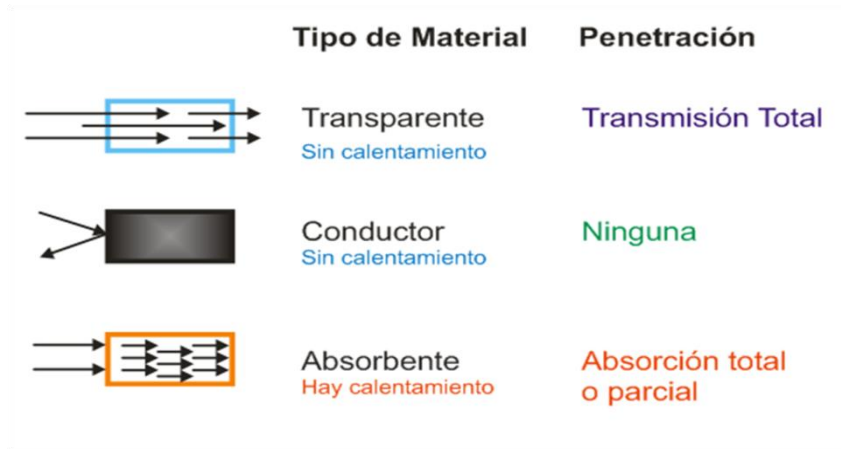 Tipo de Material Penetración
Transparente Transmisión Total
Sin calentamiento
Conductor Ninguna
Sin calentamiento
Absorbente Absorción total
Hay calentamiento o parcial